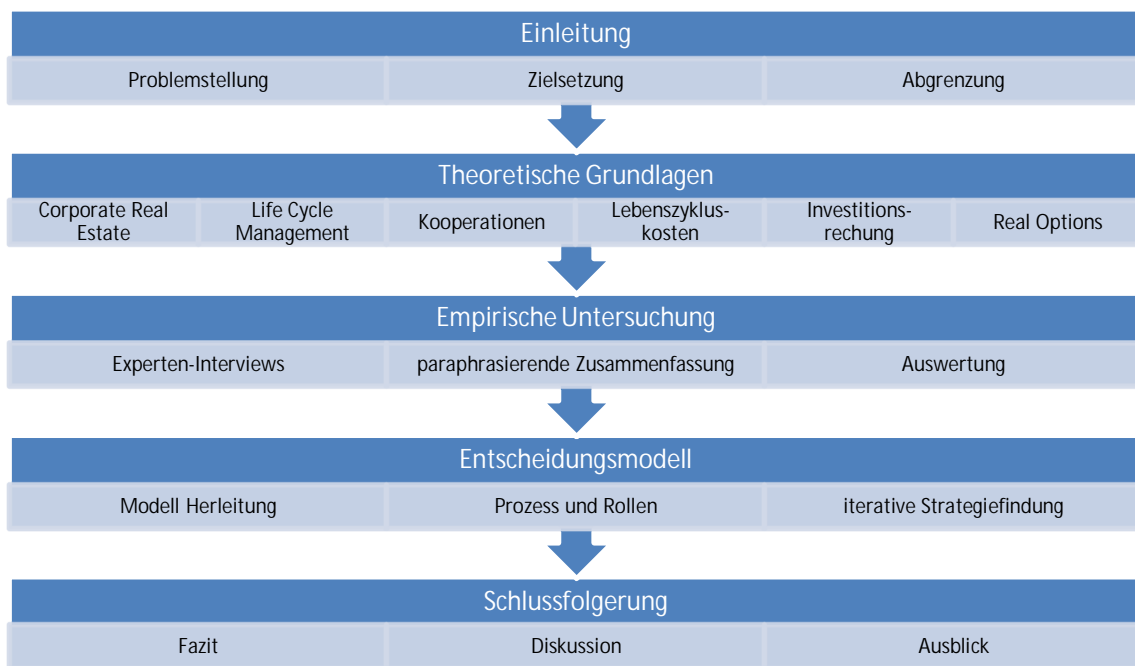 Einleitung
Problemstellung
Zielsetzung
Abgrenzung
Theoretische Grundlagen
Corporate Real
Estate
Life Cycle
Management
Kooperationen
Lebenszyklus-
kosten
Investitions-
rechung
Real Options
Empirische Untersuchung
Experten-Interviews
paraphrasierende Zusammenfassung
Auswertung
Entscheidungsmodell
Modell Herleitung
Prozess und Rollen
iterative Strategiefindung
Schlussfolgerung
Fazit
Diskussion
Ausblick